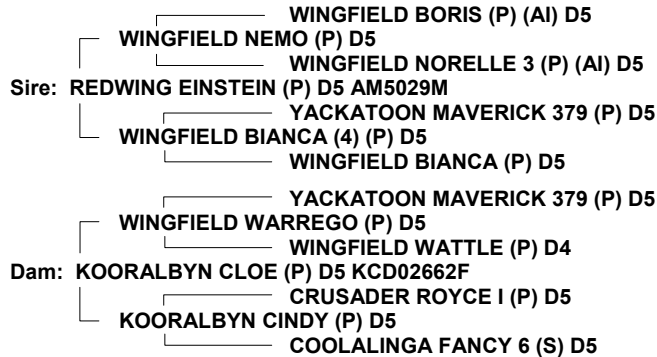 WINGFIELD BORIS (P) (AI) D5
WINGFIELD NEMO (P) D5
WINGFIELD NORELLE 3 (P) (AI) D5
Sire: REDWING EINSTEIN (P) D5 AM5029M
YACKATOON MAVERICK 379 (P) D5
WINGFIELD BIANCA (4) (P) D5
WINGFIELD BIANCA (P) D5
YACKATOON MAVERICK 379 (P) D5
WINGFIELD WARREGO (P) D5
WINGFIELD WATTLE (P) D4
Dam: KOORALBYN CLOE (P) D5 KCD02662F
CRUSADER ROYCE I (P) D5
KOORALBYN CINDY (P) D5
COOLALINGA FANCY 6 (S) D5